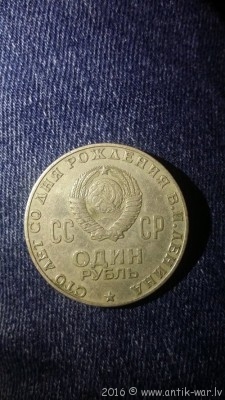 СТО ЛЕТ СО ДНЯ РОЖДЕНИЯ В.И.ЛЕНИНА
СС СР
ОДИН
РУБЛЬ
2016 © www.antik-war.lv